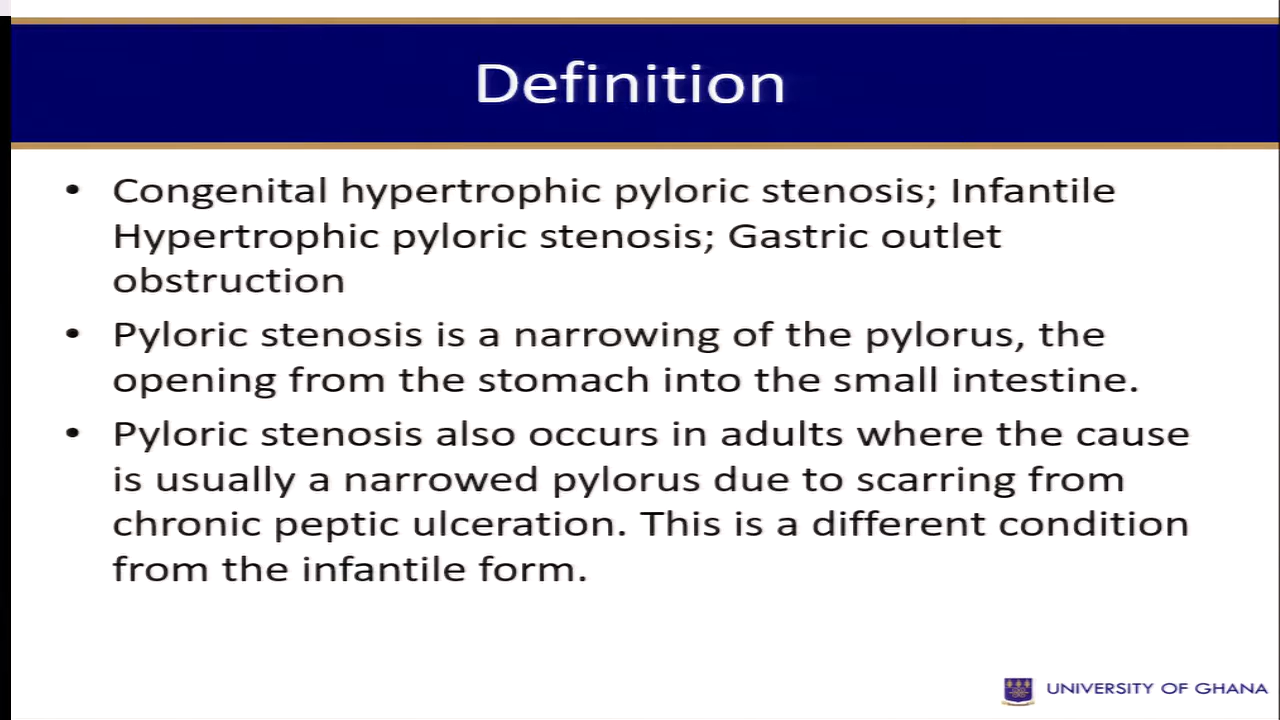 Definition
• Congenital hypertrophic pyloric stenosis; Infantile
Hypertrophic pyloric stenosis; Gastric outlet
obstruction
• Pyloric stenosis is a narrowing of the pylorus, the
opening from the stomach into the small intestine.
• Pyloric stenosis also occurs in adults where the cause
is usually a narrowed pylorus due to scarring from
chronic peptic ulceration. This is a different condition
from the infantile form.
UNIVERSITY OF GHANA